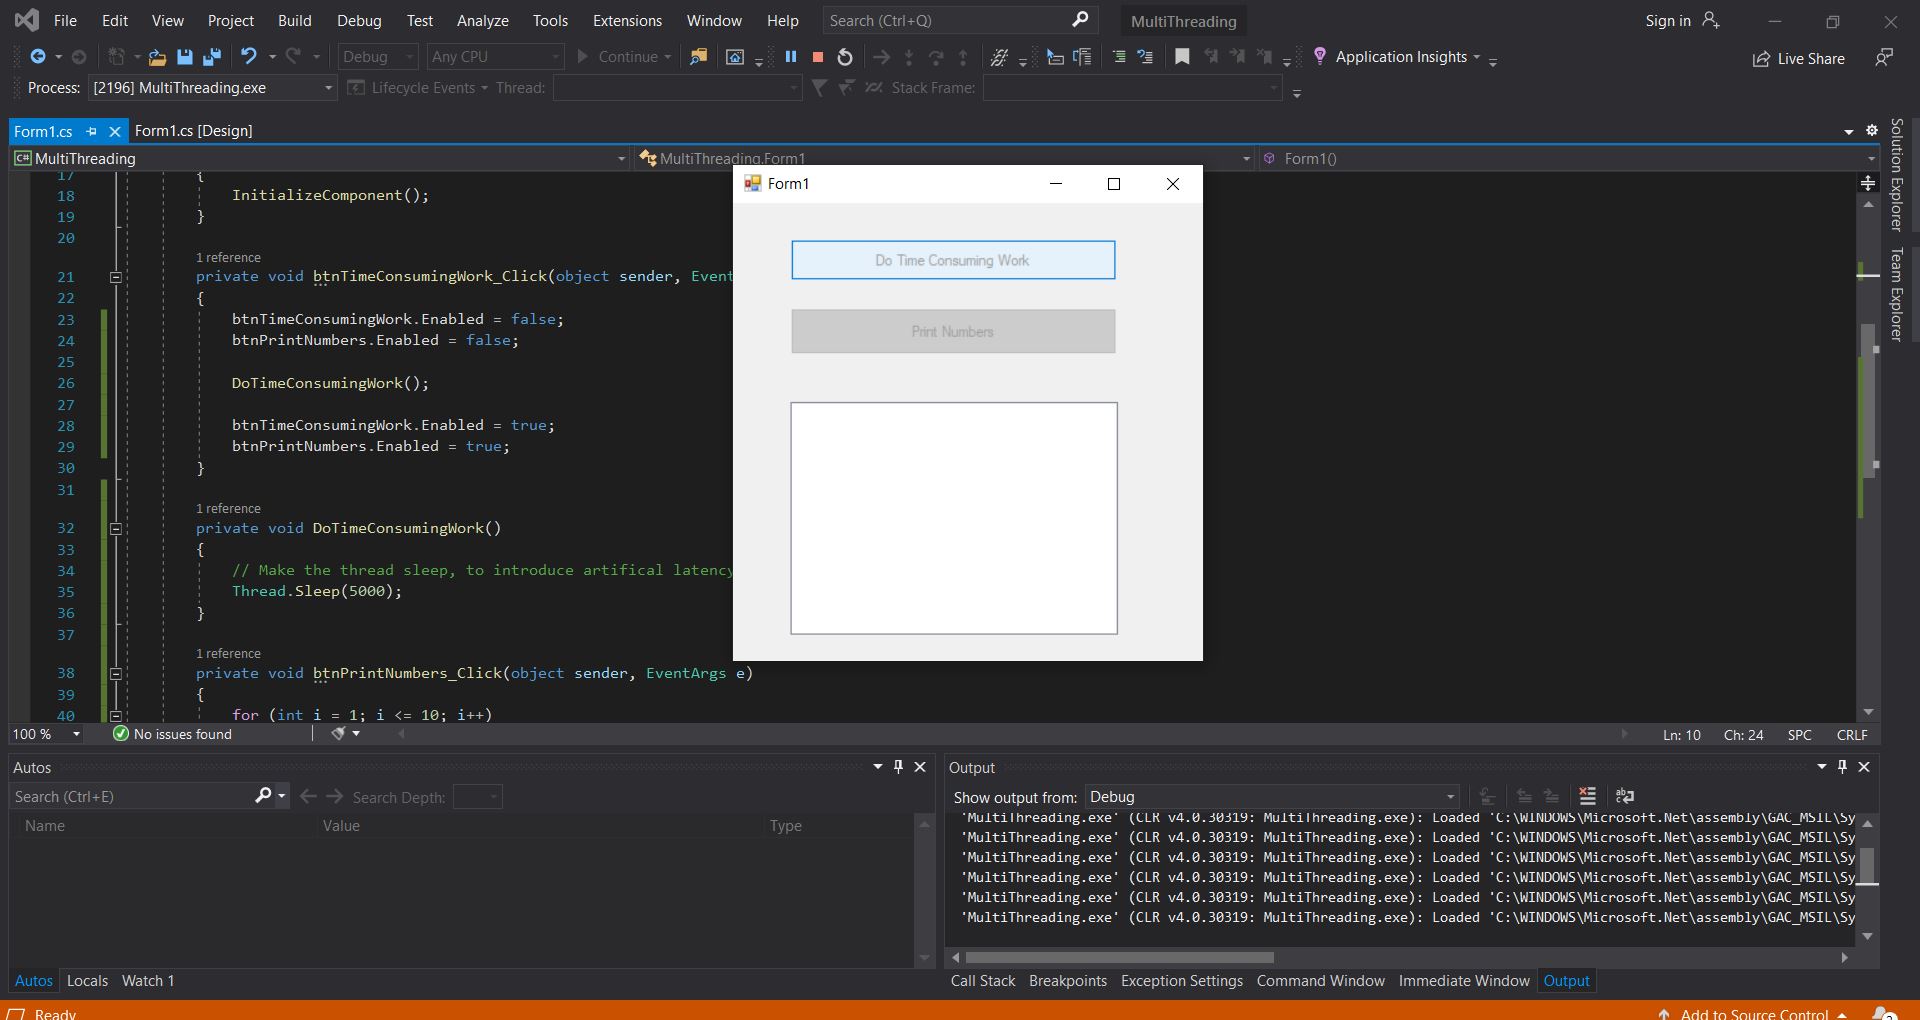 File Edit View Project Build Debug Test Analyze Tools Extensions Window Help Search (Ctrl+Q) MultiThreading Sign in
Debug Any CPU Continue Application Insights Live Share
Process: [2196] MultiThreading.exe Lifecycle Events Thread: Stack Frame:
Form1.cs Form1.cs [Design]
C# MultiThreading MultiThreading.Form1 Form1()
17 {
18 InitializeComponent();
19 }
20
1 reference
21 private void btnTimeConsumingWork_Click(object sender, Event
22 {
23 btnTimeConsumingWork.Enabled = false;
24 btnPrintNumbers.Enabled = false;
25
26 DoTimeConsumingWork();
27
28 btnTimeConsumingWork.Enabled = true;
29 btnPrintNumbers.Enabled = true;
30 }
31
1 reference
32 private void DoTimeConsumingWork()
33 {
34 // Make the thread sleep, to introduce artifical latency
35 Thread.Sleep(5000);
36 }
37
1 reference
38 private void btnPrintNumbers_Click(object sender, EventArgs e)
39 {
40 for (int i = 1; i <= 10; i++)
Form1
Do Time Consuming Work
Print Numbers
Solution Explorer
Team Explorer
100 % No issues found Ln: 10 Ch: 24 SPC CRLF
Autos
Search (Ctrl+E) Search Depth:
Name Value Type
Autos Locals Watch 1
Output
Show output from: Debug
'MultiThreading.exe' (CLR v4.0.30319: MultiThreading.exe): Loaded 'C:\WINDOWS\Microsoft.Net\assembly\GAC_MSIL\Sy
'MultiThreading.exe' (CLR v4.0.30319: MultiThreading.exe): Loaded 'C:\WINDOWS\Microsoft.Net\assembly\GAC_MSIL\Sy
'MultiThreading.exe' (CLR v4.0.30319: MultiThreading.exe): Loaded 'C:\WINDOWS\Microsoft.Net\assembly\GAC_MSIL\Sy
'MultiThreading.exe' (CLR v4.0.30319: MultiThreading.exe): Loaded 'C:\WINDOWS\Microsoft.Net\assembly\GAC_MSIL\Sy
'MultiThreading.exe' (CLR v4.0.30319: MultiThreading.exe): Loaded 'C:\WINDOWS\Microsoft.Net\assembly\GAC_MSIL\Sy
'MultiThreading.exe' (CLR v4.0.30319: MultiThreading.exe): Loaded 'C:\WINDOWS\Microsoft.Net\assembly\GAC_MSIL\Sy
Call Stack Breakpoints Exception Settings Command Window Immediate Window Output
Ready Add to Source Control 2